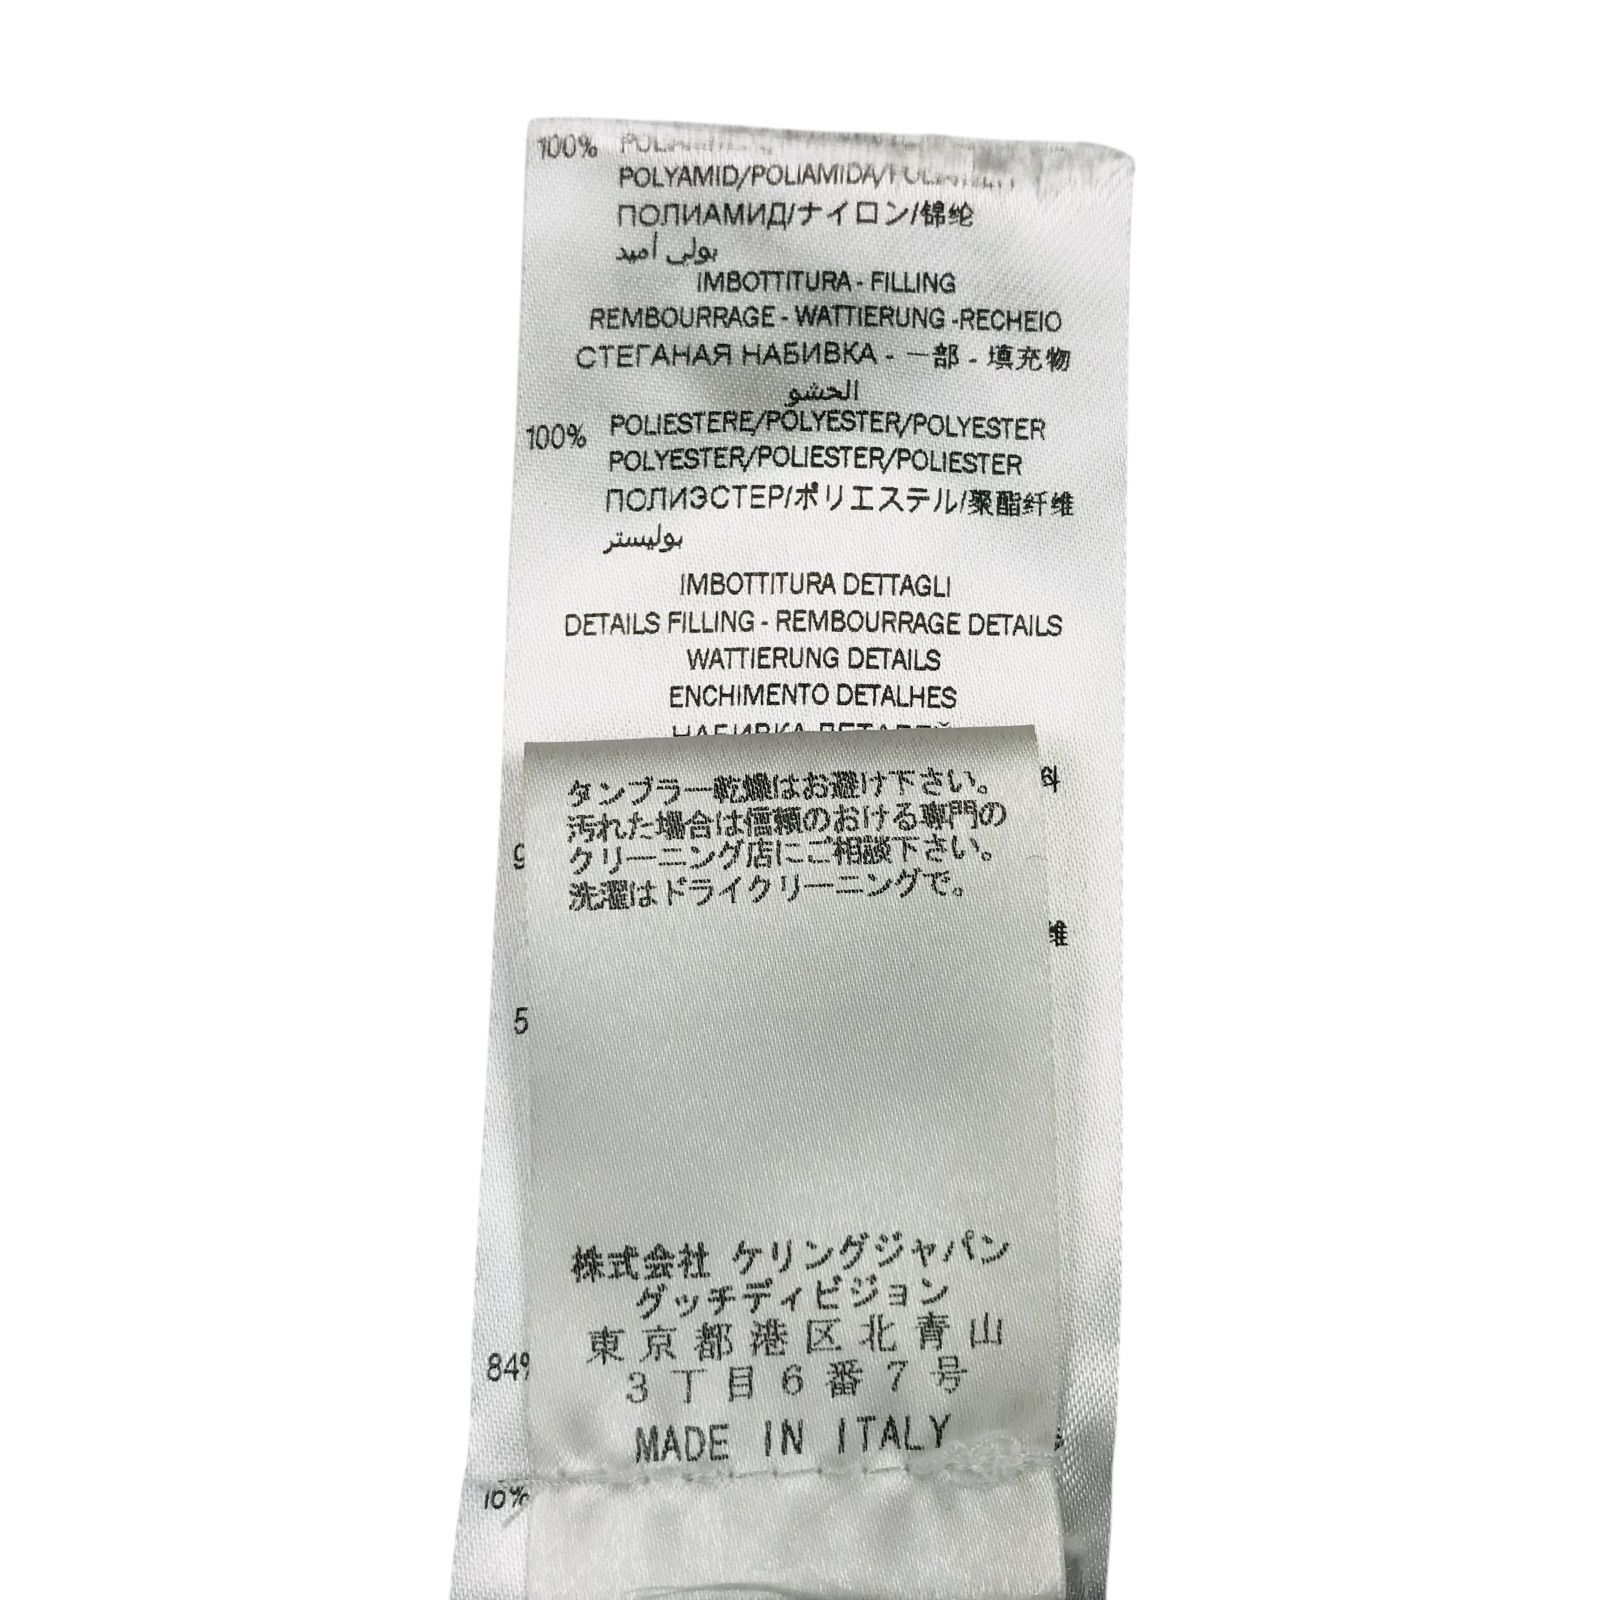 100%
POLYAMID/POLIAMIDA/
ПОЛИАМИД/ナイロン/锦纶
بولي أميد
IMBOTTITURA - FILLING
REMBOURRAGE - WATTIERUNG -RECHEIO
СТЕГАНАЯ НАБИВКА - 一部 - 填充物
الحشو
100% POLIESTERE/POLYESTER/POLYESTER
POLYESTER/POLIESTER/POLIESTER
ПОЛИЭСТЕР/ポリエステル/聚酯纤维
بوليستر
IMBOTTITURA DETTAGLI
DETAILS FILLING - REMBOURRAGE DETAILS
WATTIERUNG DETAILS
ENCHIMENTO DETALHES
タンブラー乾燥はお避け下さい。
汚れた場合は信頼のおける専門の
クリーニング店にご相談下さい。
洗濯はドライクリーニングで。
维
5
株式会社 ケリングジャパン
グッチディビジョン
東京都港区北青山
3丁目6番7号
84%
MADE IN ITALY
16%